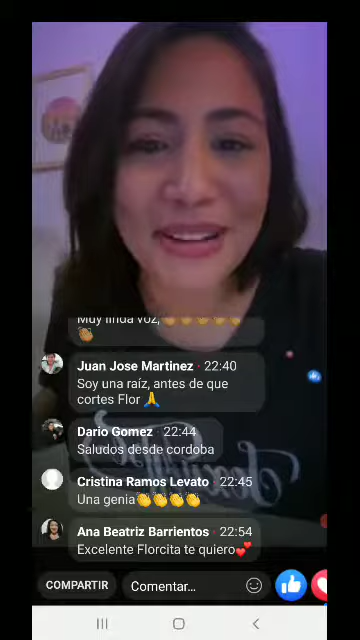 Muy linda voz,👏👏👏👏👏
👏
Juan Jose Martinez · 22:40
Soy una raíz, antes de que
cortes Flor 🙏
Dario Gomez · 22:44
Saludos desde cordoba
Cristina Ramos Levato · 22:45
Una genia👏👏👏👏
Ana Beatriz Barrientos · 22:54
Excelente Florcita te quiero💕
COMPARTIR
Comentar...